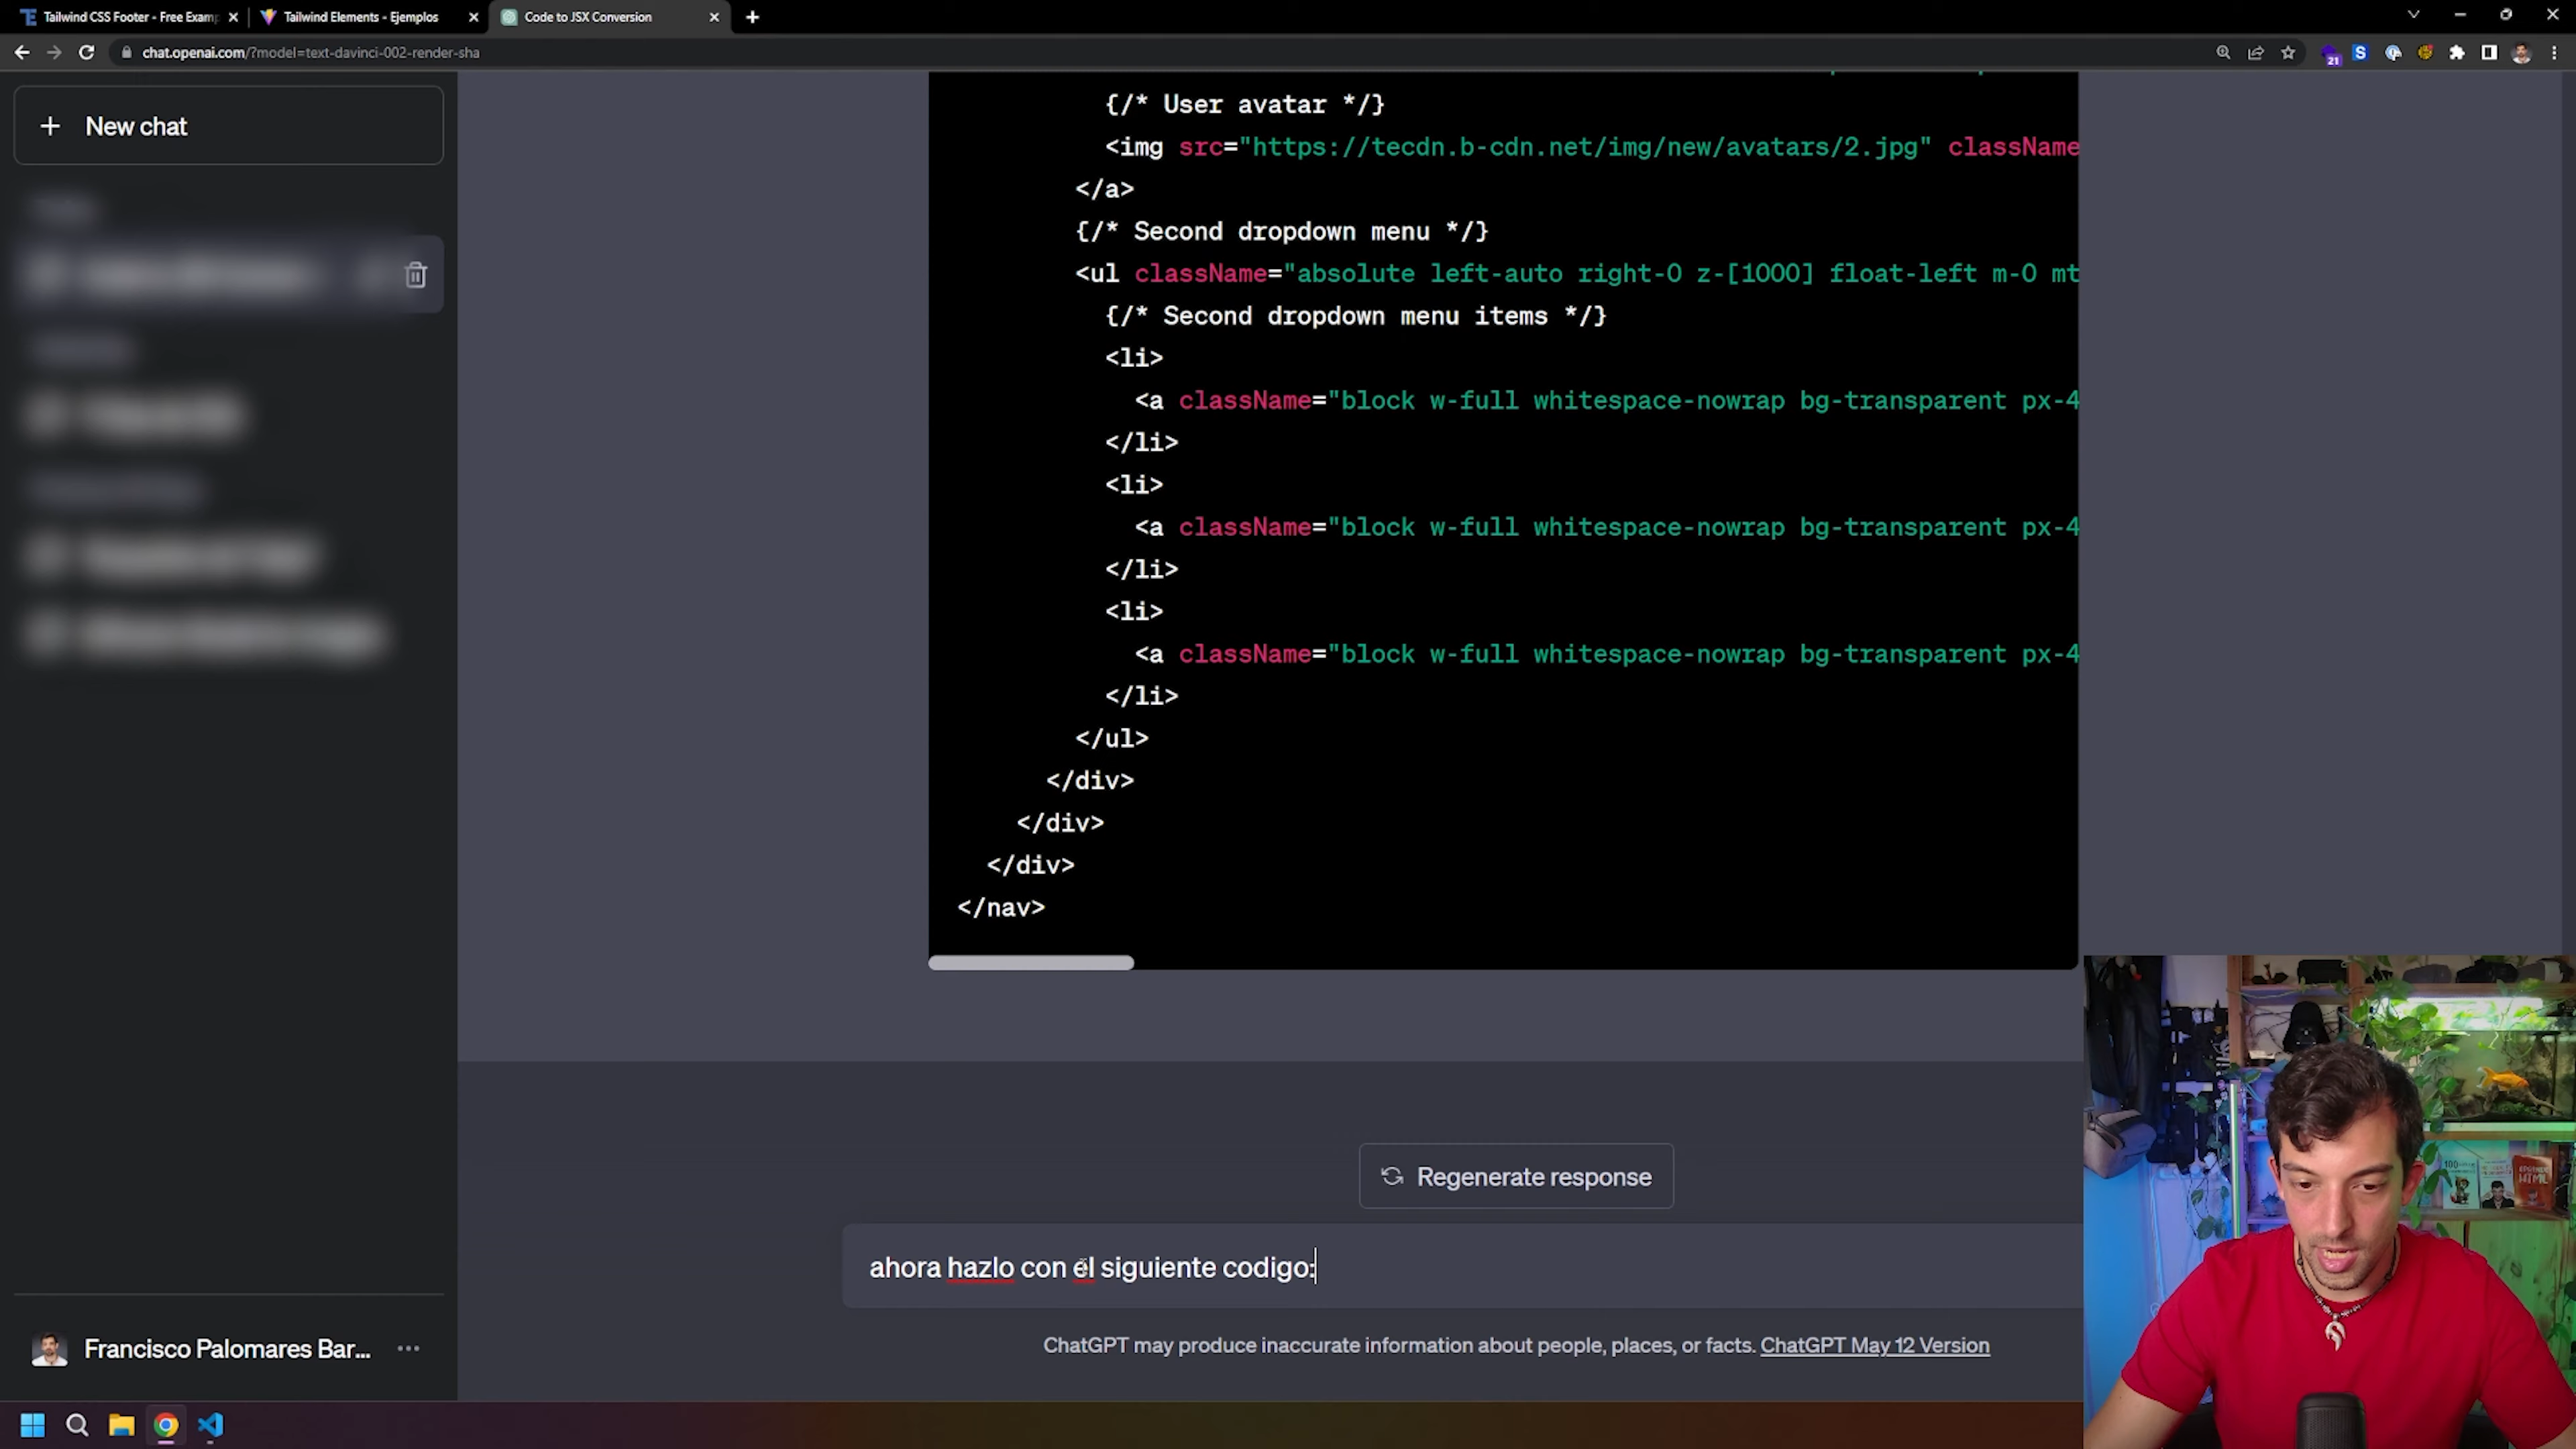 Tailwind CSS Footer - Free Examp
Tailwind Elements - Ejemplos
Code to JSX Conversion
chat.openai.com/?model=text-davinci-002-render-sha
21
New chat
{/* User avatar */}
<img src="https://tecdn.b-cdn.net/img/new/avatars/2.jpg" className
</a>
{/* Second dropdown menu */}
<ul className="absolute left-auto right-0 z-[1000] float-left m-0 mt
{/* Second dropdown menu items */}
<li>
<a className="block w-full whitespace-nowrap bg-transparent px-4
</li>
<li>
<a className="block w-full whitespace-nowrap bg-transparent px-4
</li>
<li>
<a className="block w-full whitespace-nowrap bg-transparent px-4
</li>
</ul>
</div>
</div>
</div>
</nav>
Regenerate response
ahora hazlo con el siguiente codigo:
ChatGPT may produce inaccurate information about people, places, or facts. ChatGPT May 12 Version
Francisco Palomares Bar...